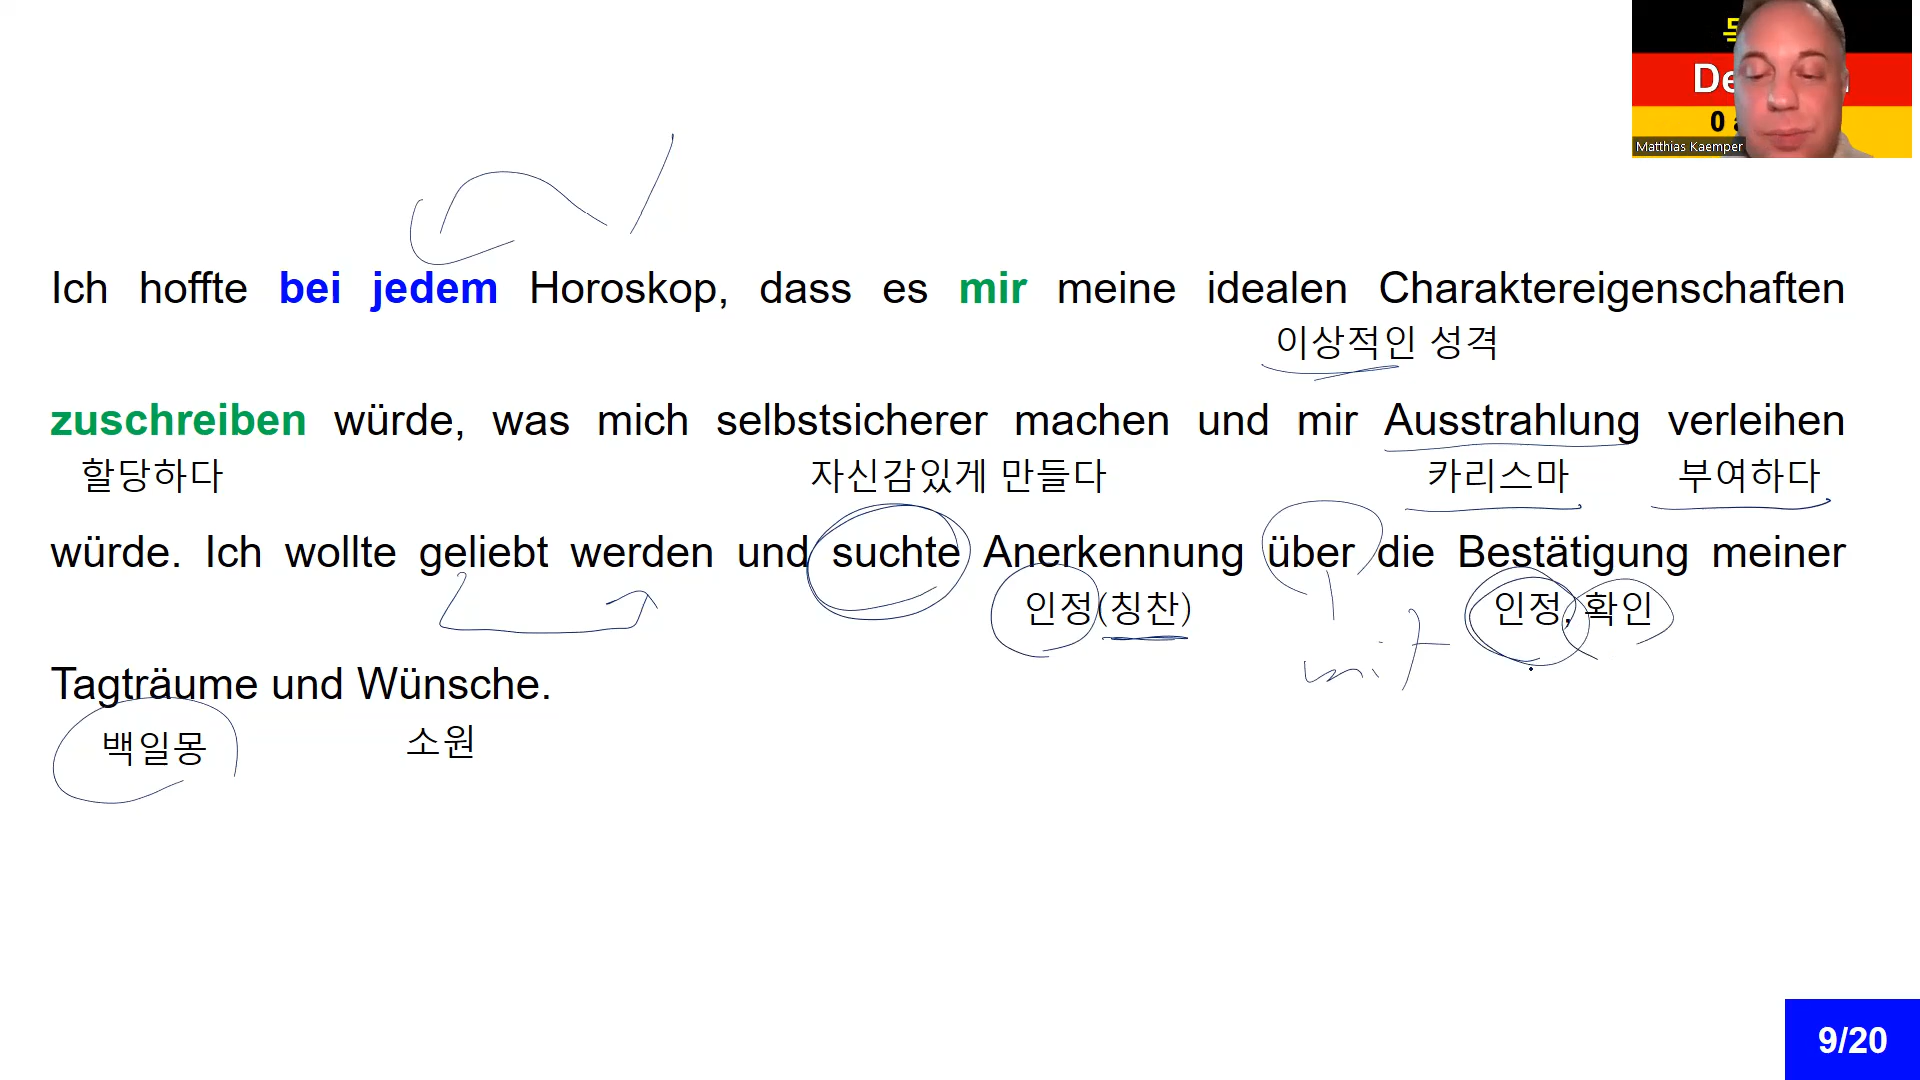 De
0
Matthias Kaemper
Ich hoffte bei jedem Horoskop, dass es mir meine idealen Charaktereigenschaften
이상적인 성격
zuschreiben würde, was mich selbstsicherer machen und mir Ausstrahlung verleihen
할당하다 자신감있게 만들다 카리스마 부여하다
würde. Ich wollte geliebt werden und suchte Anerkennung über die Bestätigung meiner
인정(칭찬) 인정, 확인
mit
Tagträume und Wünsche.
백일몽 소원
9/20